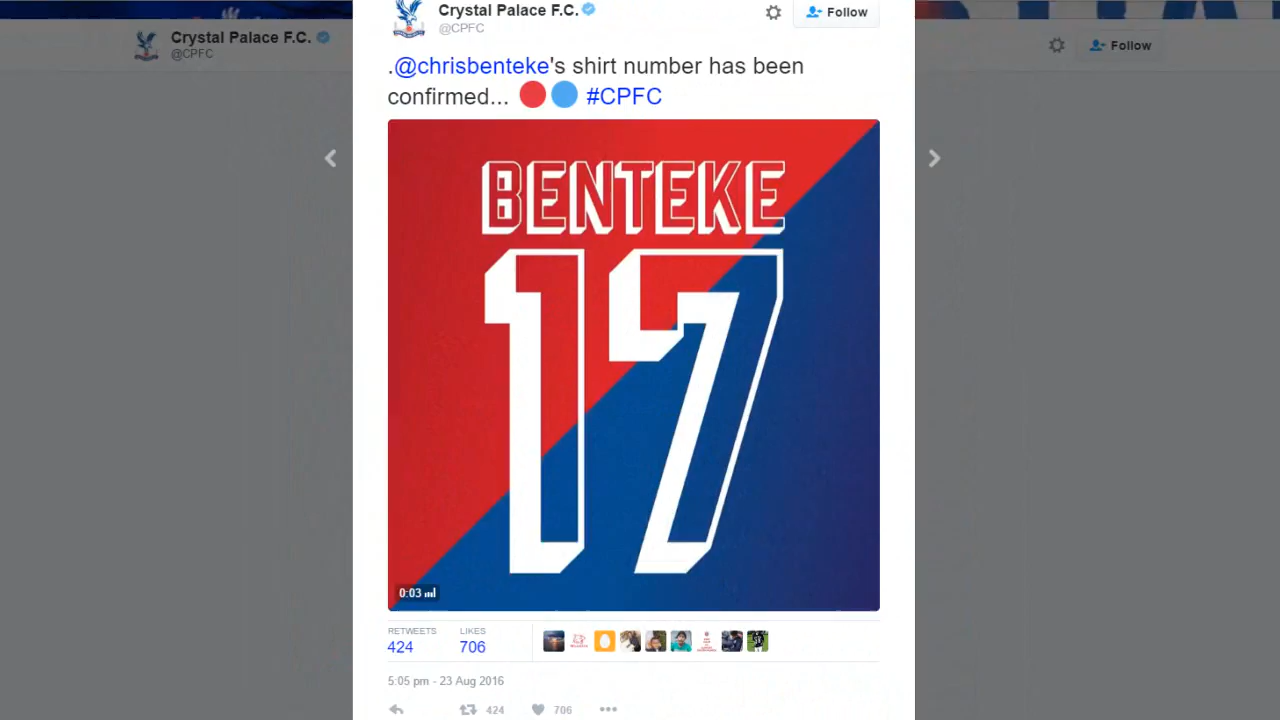 Crystal Palace F.C.
@CPFC
Follow
Crystal Palace F.C.
@CPFC
Follow
.@chrisbenteke's shirt number has been
confirmed... #CPFC
BENTEKE
17
0:03
RETWEETS
424
LIKES
706
5:05 pm - 23 Aug 2016
424
706